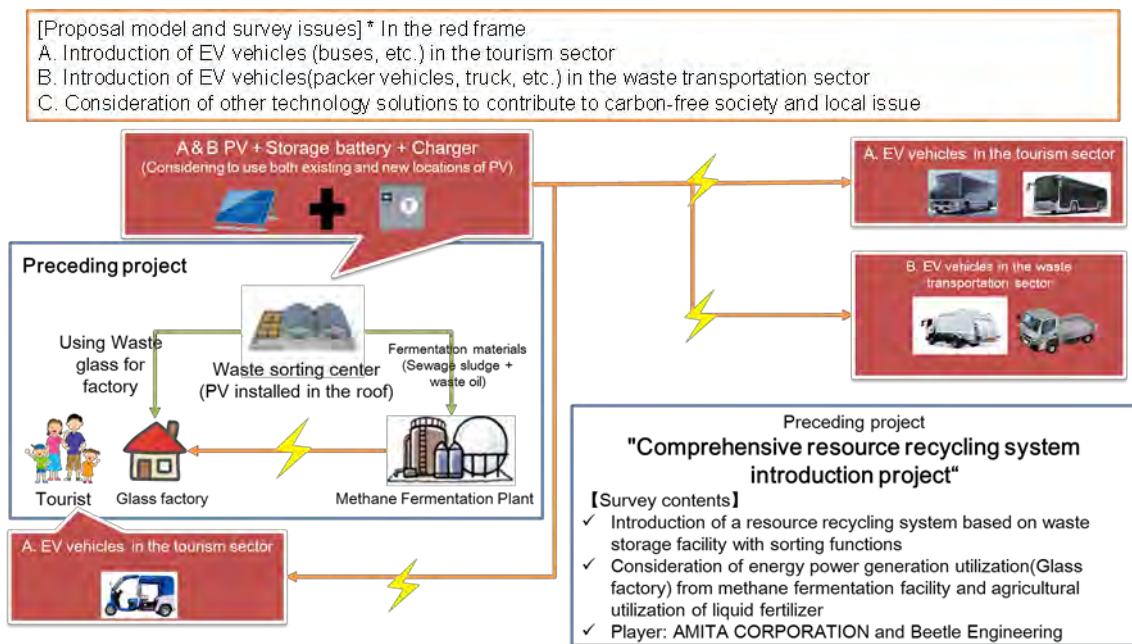 [Proposal model and survey issues] * In the red frame
A. Introduction of EV vehicles (buses, etc.) in the tourism sector
B. Introduction of EV vehicles(packer vehicles, truck, etc.) in the waste transportation sector
C. Consideration of other technology solutions to contribute to carbon-free society and local issue
A & B PV + Storage battery + Charger
(Considering to use both existing and new locations of PV)
A. EV vehicles in the tourism sector
B. EV vehicles in the waste
transportation sector
Preceding project
Using Waste
glass for
factory
Waste sorting center
(PV installed in the roof)
Fermentation materials
(Sewage sludge +
waste oil)
Tourist
Glass factory
Methane Fermentation Plant
A. EV vehicles in the tourism sector
Preceding project
"Comprehensive resource recycling system
introduction project“
【Survey contents】
✓ Introduction of a resource recycling system based on waste
storage facility with sorting functions
✓ Consideration of energy power generation utilization(Glass
factory) from methane fermentation facility and agricultural
utilization of liquid fertilizer
✓ Player: AMITA CORPORATION and Beetle Engineering